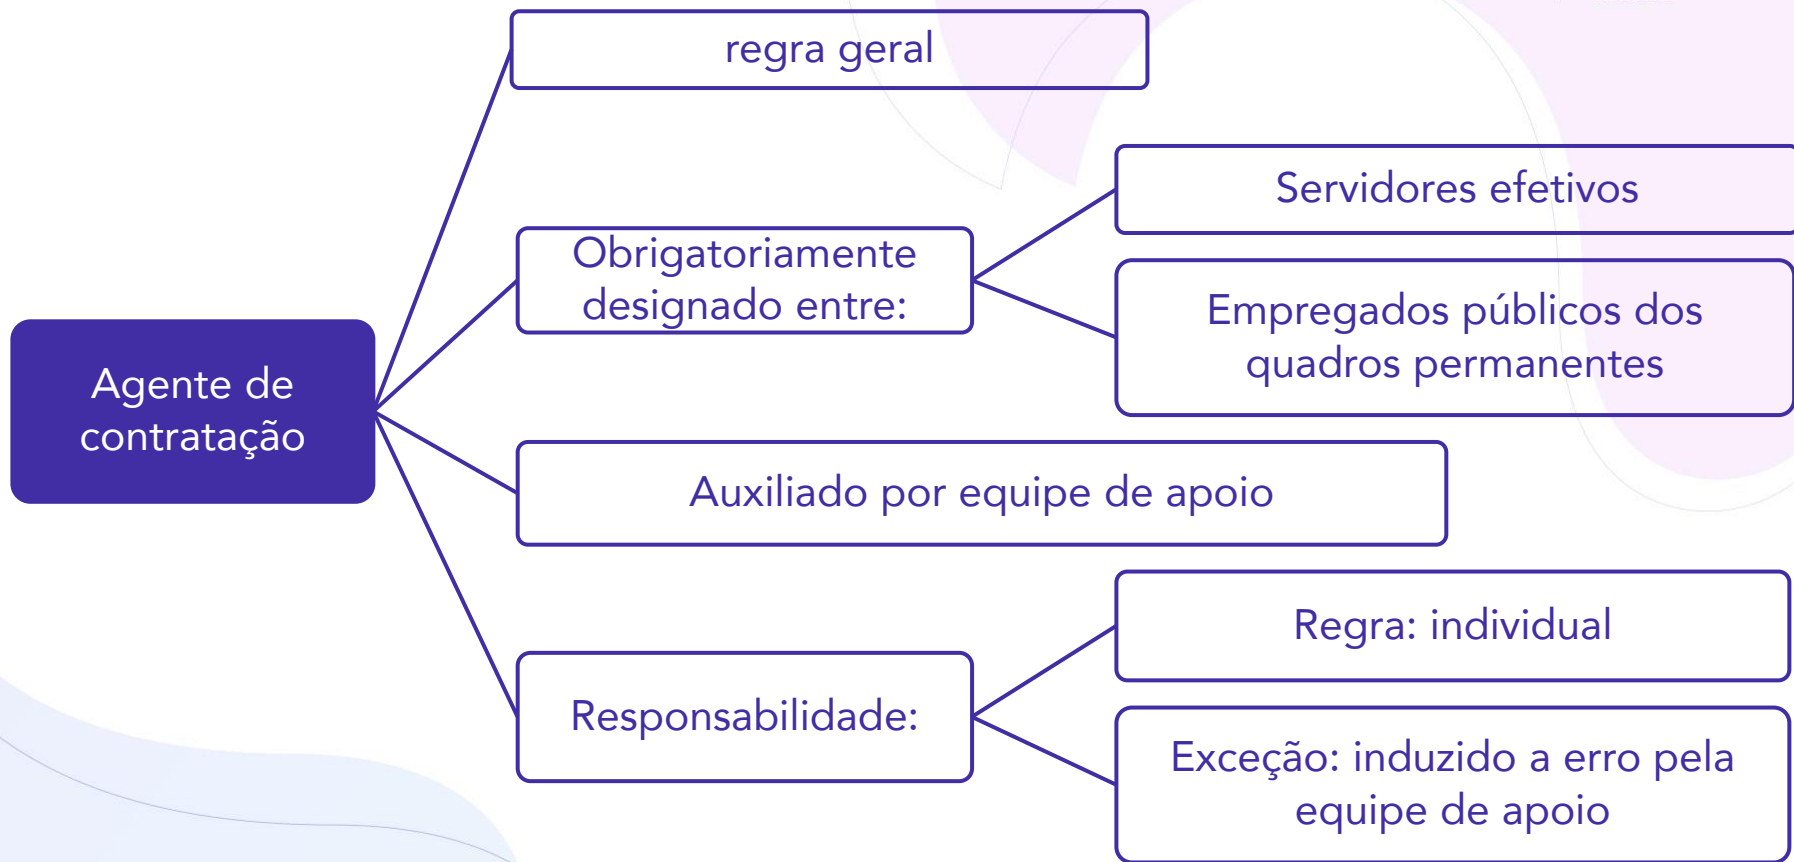 regra geral
Servidores efetivos
Obrigatoriamente
designado entre:
Empregados públicos dos
quadros permanentes
Agente de
contratação
Auxiliado por equipe de apoio
Regra: individual
Responsabilidade:
Exceção: induzido a erro pela
equipe de apoio